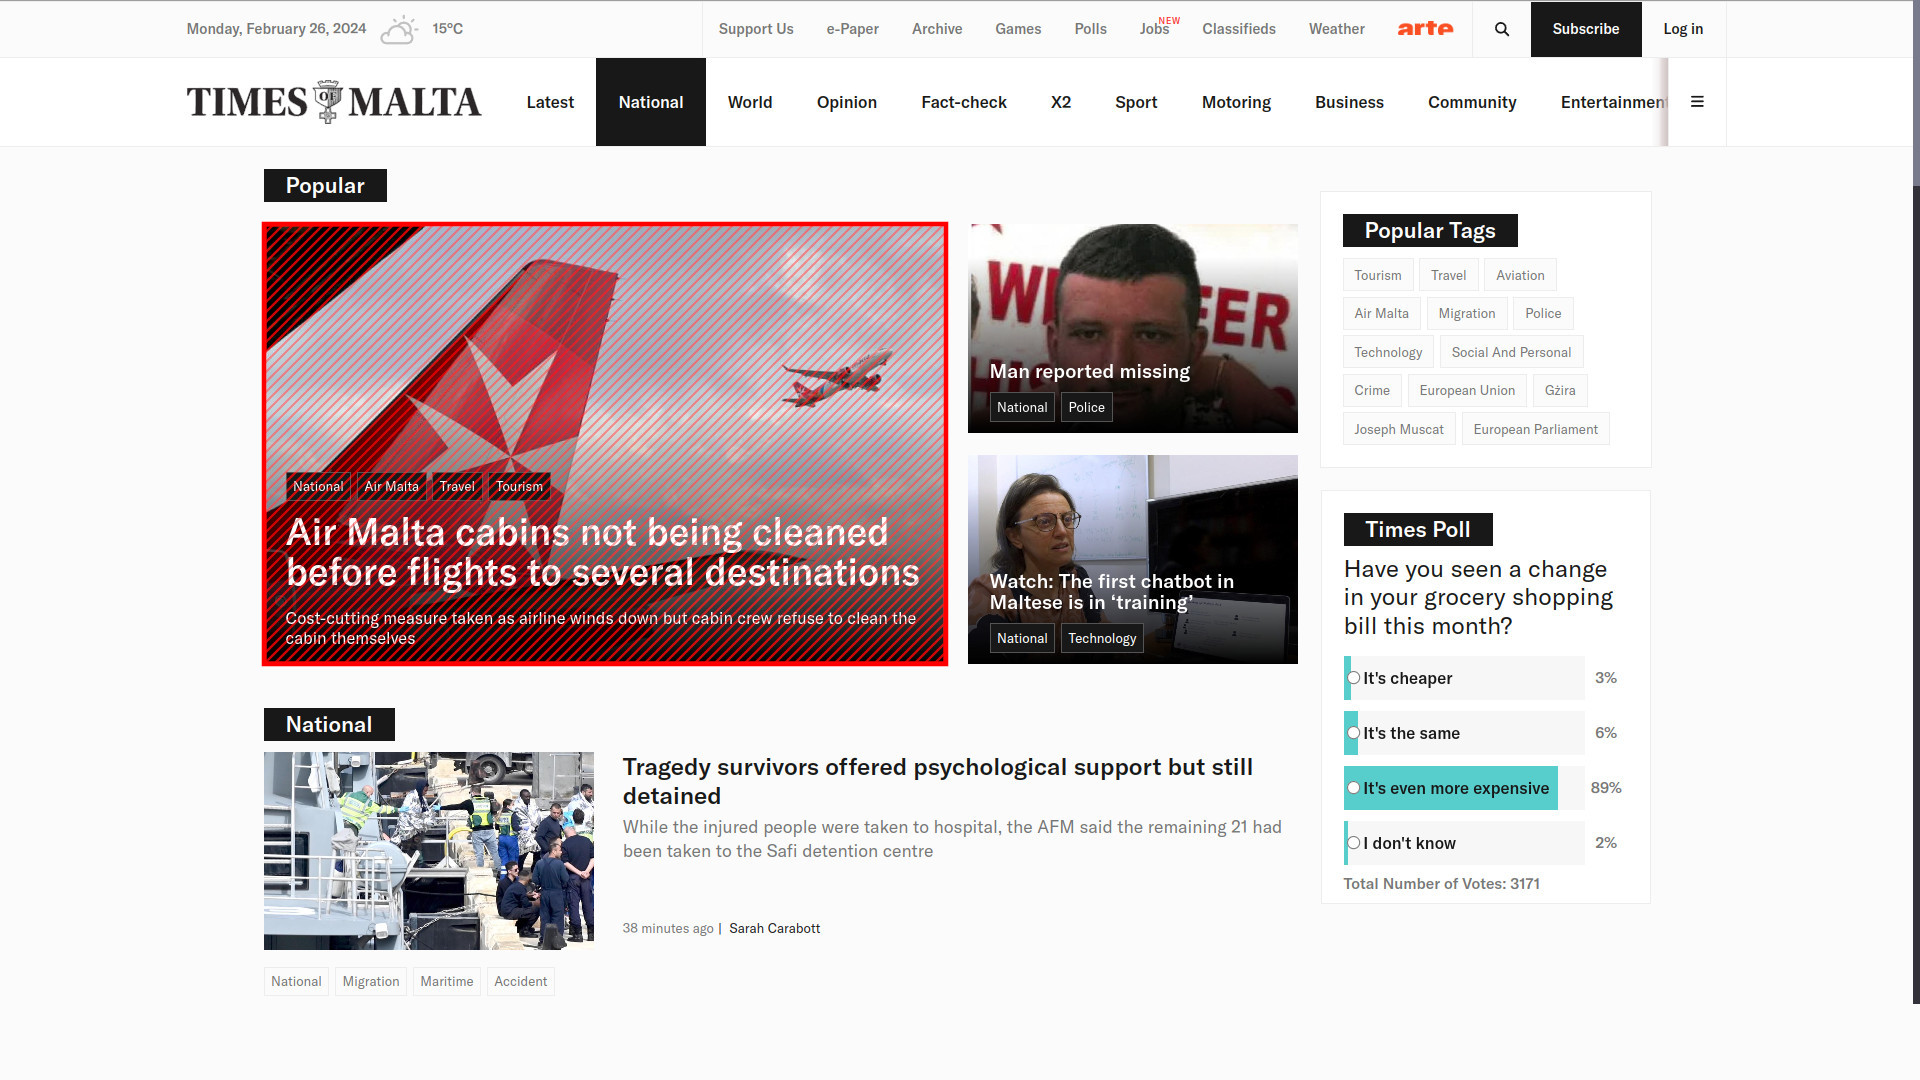 Monday, February 26, 2024 15°C Support Us e-Paper Archive Games Polls Jobs NEW Classifieds Weather arte Subscribe Log in
TIMES OF MALTA Latest National World Opinion Fact-check X2 Sport Motoring Business Community Entertainment
Popular
National Air Malta Travel Tourism
Air Malta cabins not being cleaned
before flights to several destinations
Cost-cutting measure taken as airline winds down but cabin crew refuse to clean the
cabin themselves
Man reported missing
National Police
Watch: The first chatbot in
Maltese is in ‘training’
National Technology
Popular Tags
Tourism Travel Aviation
Air Malta Migration Police
Technology Social And Personal
Crime European Union Gżira
Joseph Muscat European Parliament
Times Poll
Have you seen a change
in your grocery shopping
bill this month?
It's cheaper 3%
It's the same 6%
It's even more expensive 89%
I don't know 2%
Total Number of Votes: 3171
National
Tragedy survivors offered psychological support but still
detained
While the injured people were taken to hospital, the AFM said the remaining 21 had
been taken to the Safi detention centre
38 minutes ago | Sarah Carabott
National Migration Maritime Accident